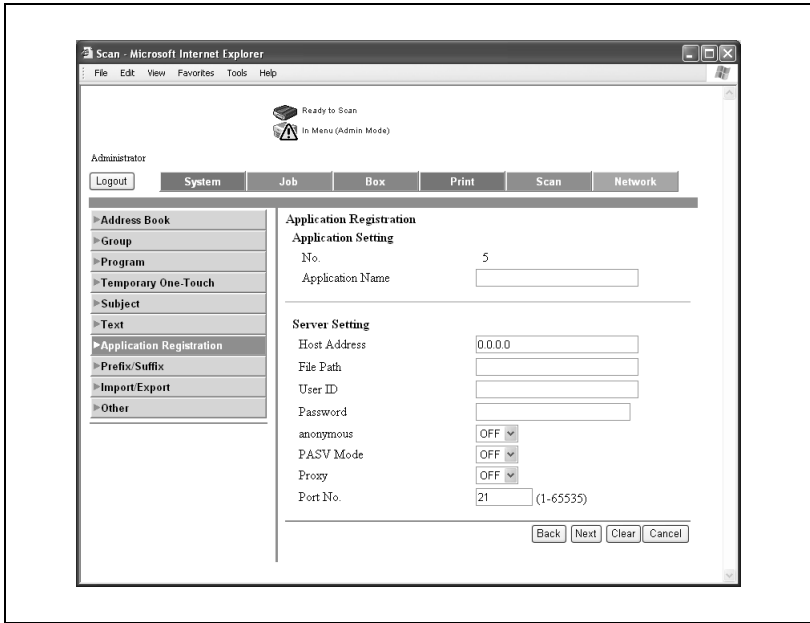 Scan - Microsoft Internet Explorer
File Edit View Favorites Tools Help
Ready to Scan
In Menu (Admin Mode)
Administrator
Logout System Job Box Print Scan Network
Address Book
Group
Program
Temporary One-Touch
Subject
Text
Application Registration
Prefix/Suffix
Import/Export
Other
Application Registration
Application Setting
No. 5
Application Name
Server Setting
Host Address 0.0.0.0
File Path
User ID
Password
anonymous OFF
PASV Mode OFF
Proxy OFF
Port No. 21 (1-65535)
Back Next Clear Cancel